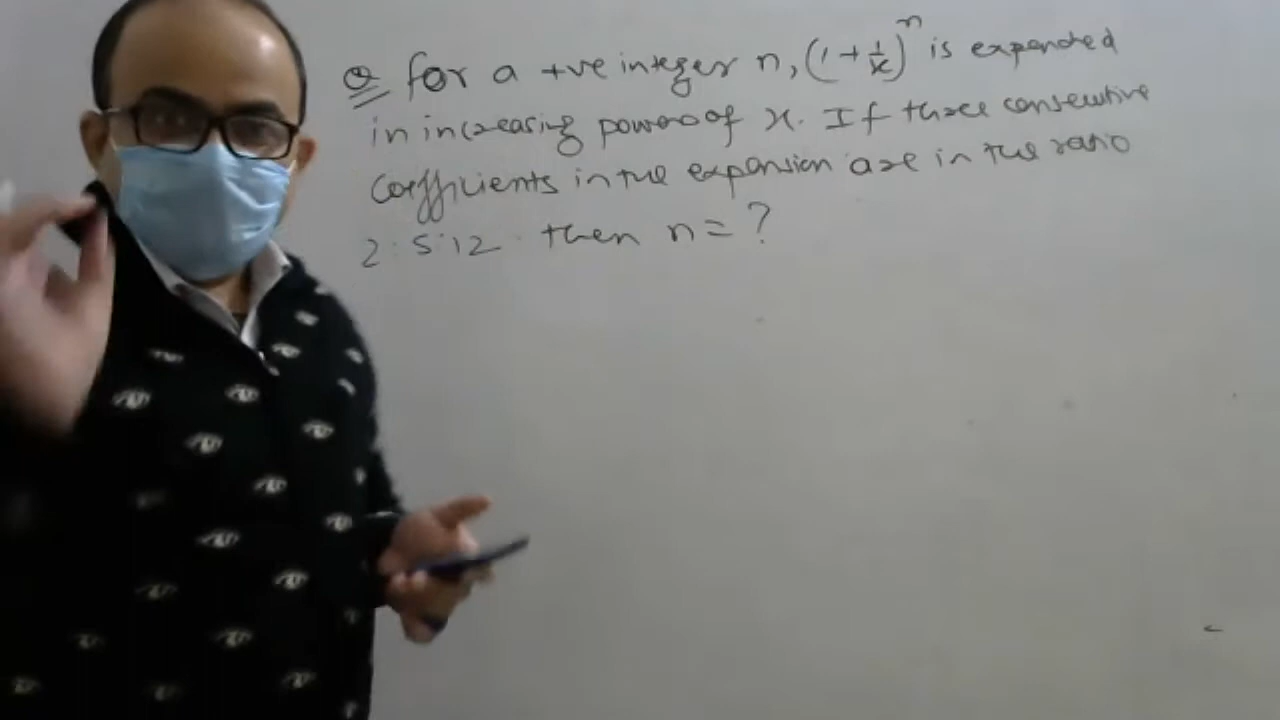 Q For a +ve integer n, (1+1/x)^n is expanded
in increasing powers of x. If three consecutive
coefficients in the expansion are in the ratio
2:5:12 then n=?